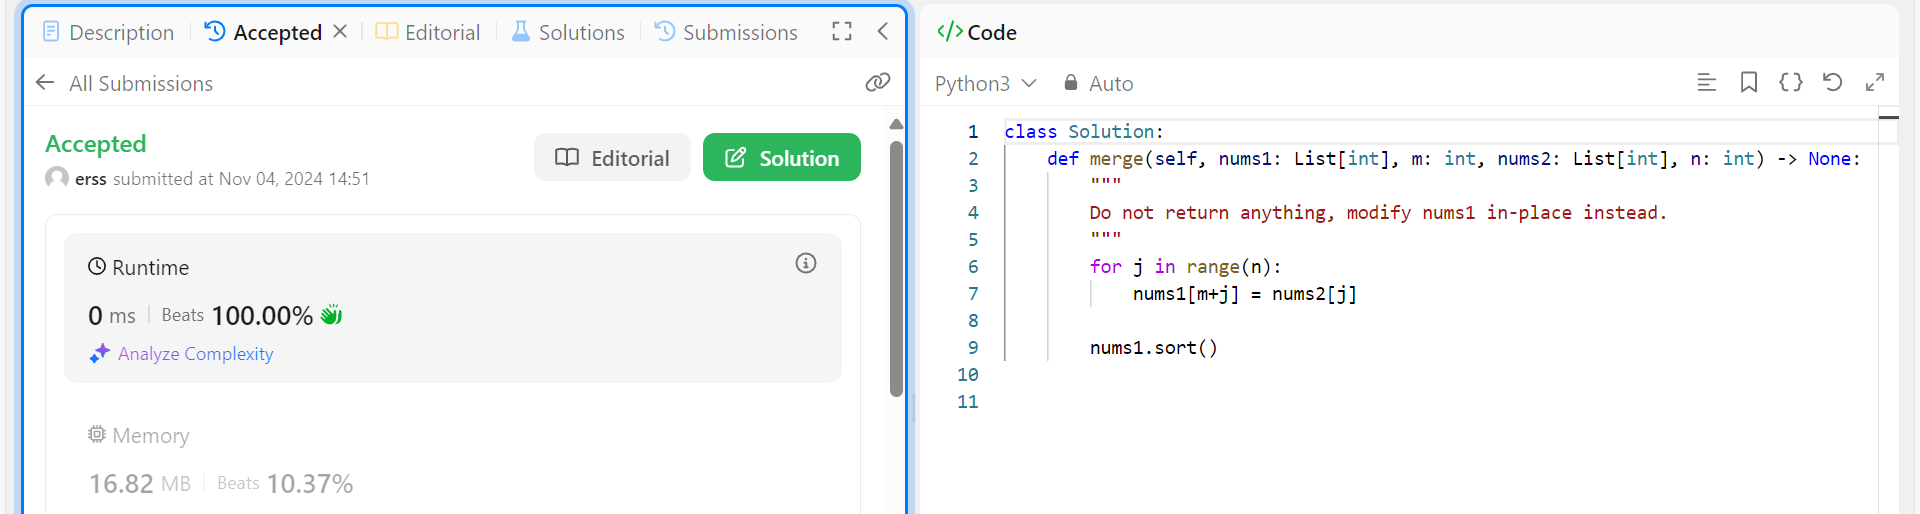 Description Accepted Editorial Solutions Submissions
All Submissions
Accepted
erss submitted at Nov 04, 2024 14:51
Editorial
Solution
Runtime
0 ms Beats 100.00%
Analyze Complexity
Memory
16.82 MB Beats 10.37%
</> Code
Python3 Auto
1 class Solution:
2 def merge(self, nums1: List[int], m: int, nums2: List[int], n: int) -> None:
3 """
4 Do not return anything, modify nums1 in-place instead.
5 """
6 for j in range(n):
7 nums1[m+j] = nums2[j]
8
9 nums1.sort()
10
11